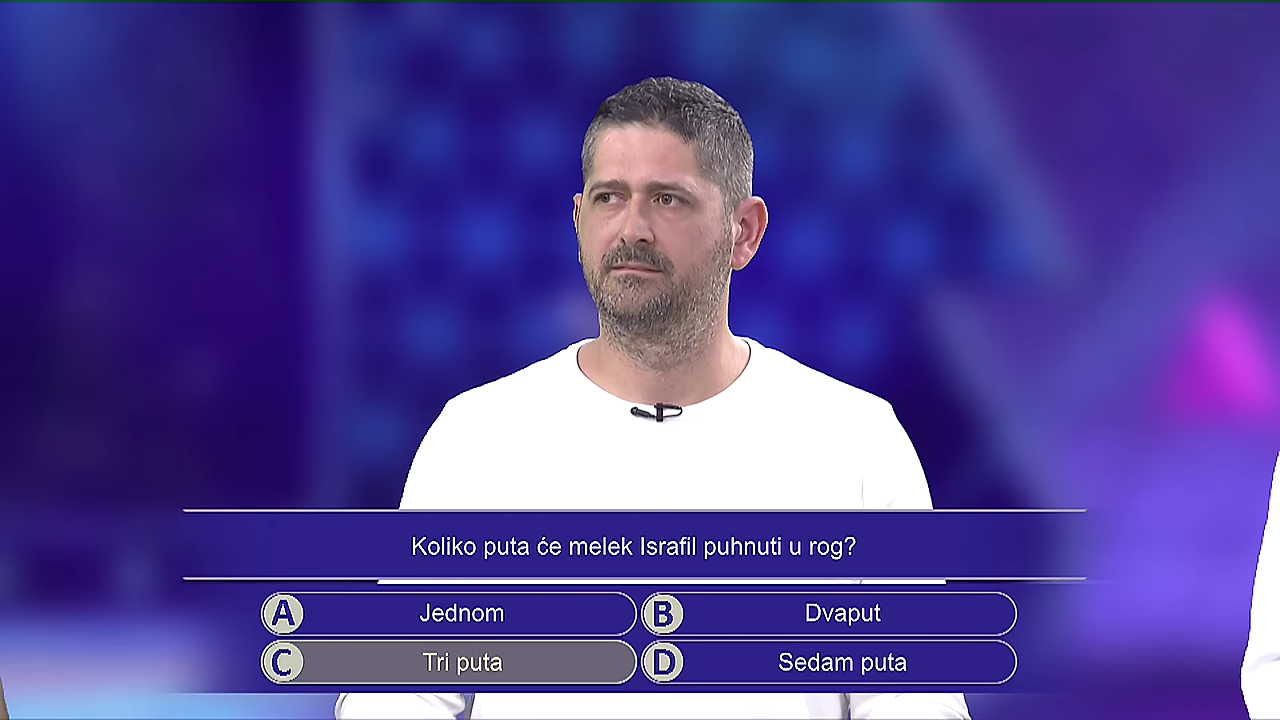 Koliko puta će melek Israfil puhnuti u rog?
A Jednom
B Dvaput
C Tri puta
D Sedam puta